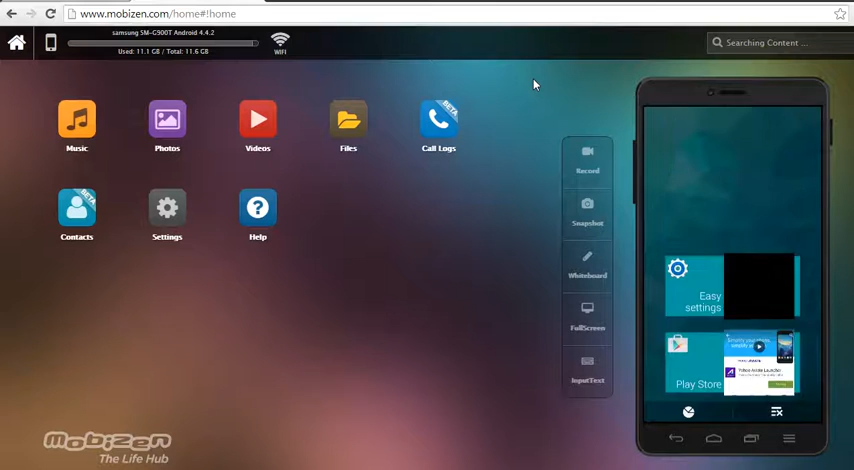 www.mobizen.com/home#!home
samsung SM-G900T Android 4.4.2
Used: 11.1 GB / Total: 11.6 GB
WIFI
Searching Content ...
Music
Photos
Videos
Files
BETA
Call Logs
BETA
Contacts
Settings
?
Help
Record
Snapshot
Whiteboard
FullScreen
InputText
Easy
settings
Play Store
mobizen
The Life Hub